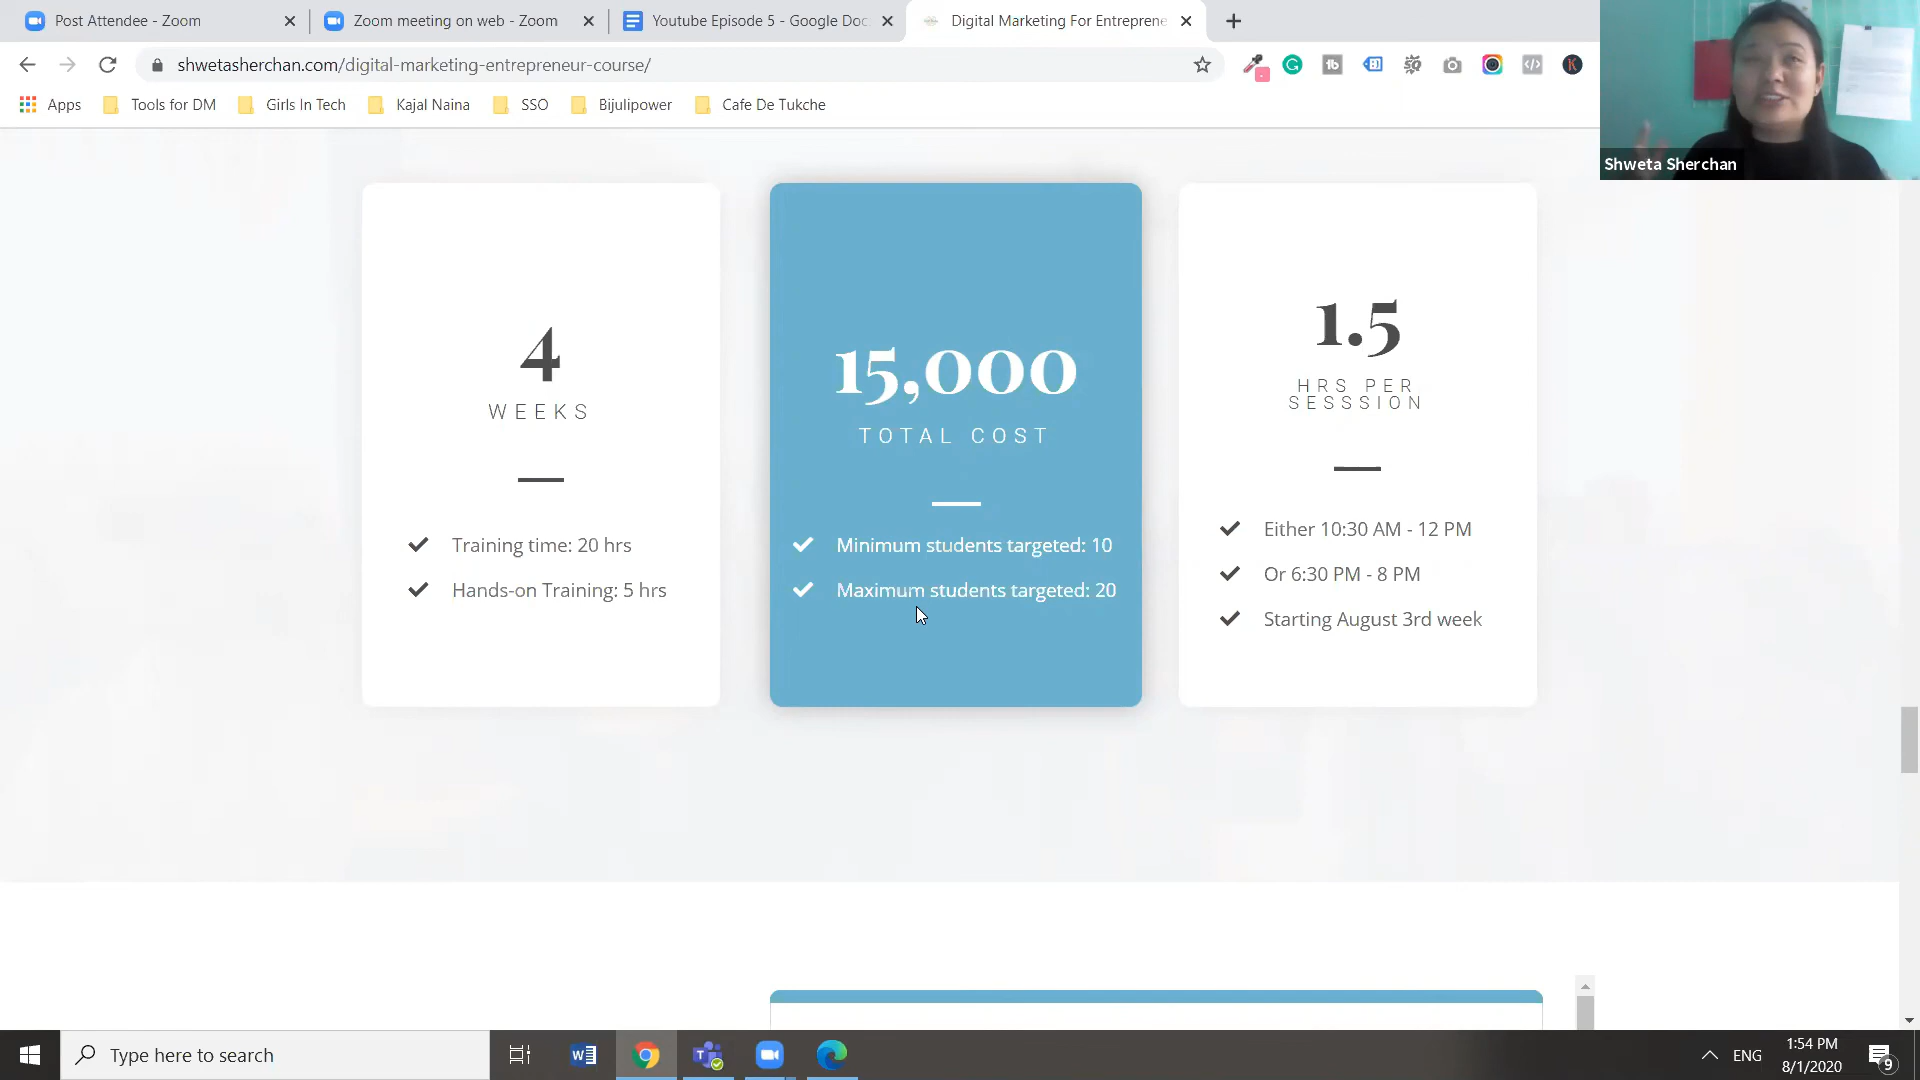 Post Attendee - Zoom
Zoom meeting on web - Zoom
Youtube Episode 5 - Google Doc
Digital Marketing For Entreprene
shwetasherchan.com/digital-marketing-entrepreneur-course/
Apps
Tools for DM
Girls In Tech
Kajal Naina
SSO
Bijulipower
Cafe De Tukche
Shweta Sherchan
4
WEEKS
Training time: 20 hrs
Hands-on Training: 5 hrs
15,000
TOTAL COST
Minimum students targeted: 10
Maximum students targeted: 20
1.5
HRS PER
SESSSION
Either 10:30 AM - 12 PM
Or 6:30 PM - 8 PM
Starting August 3rd week
Type here to search
ENG
1:54 PM
8/1/2020
9